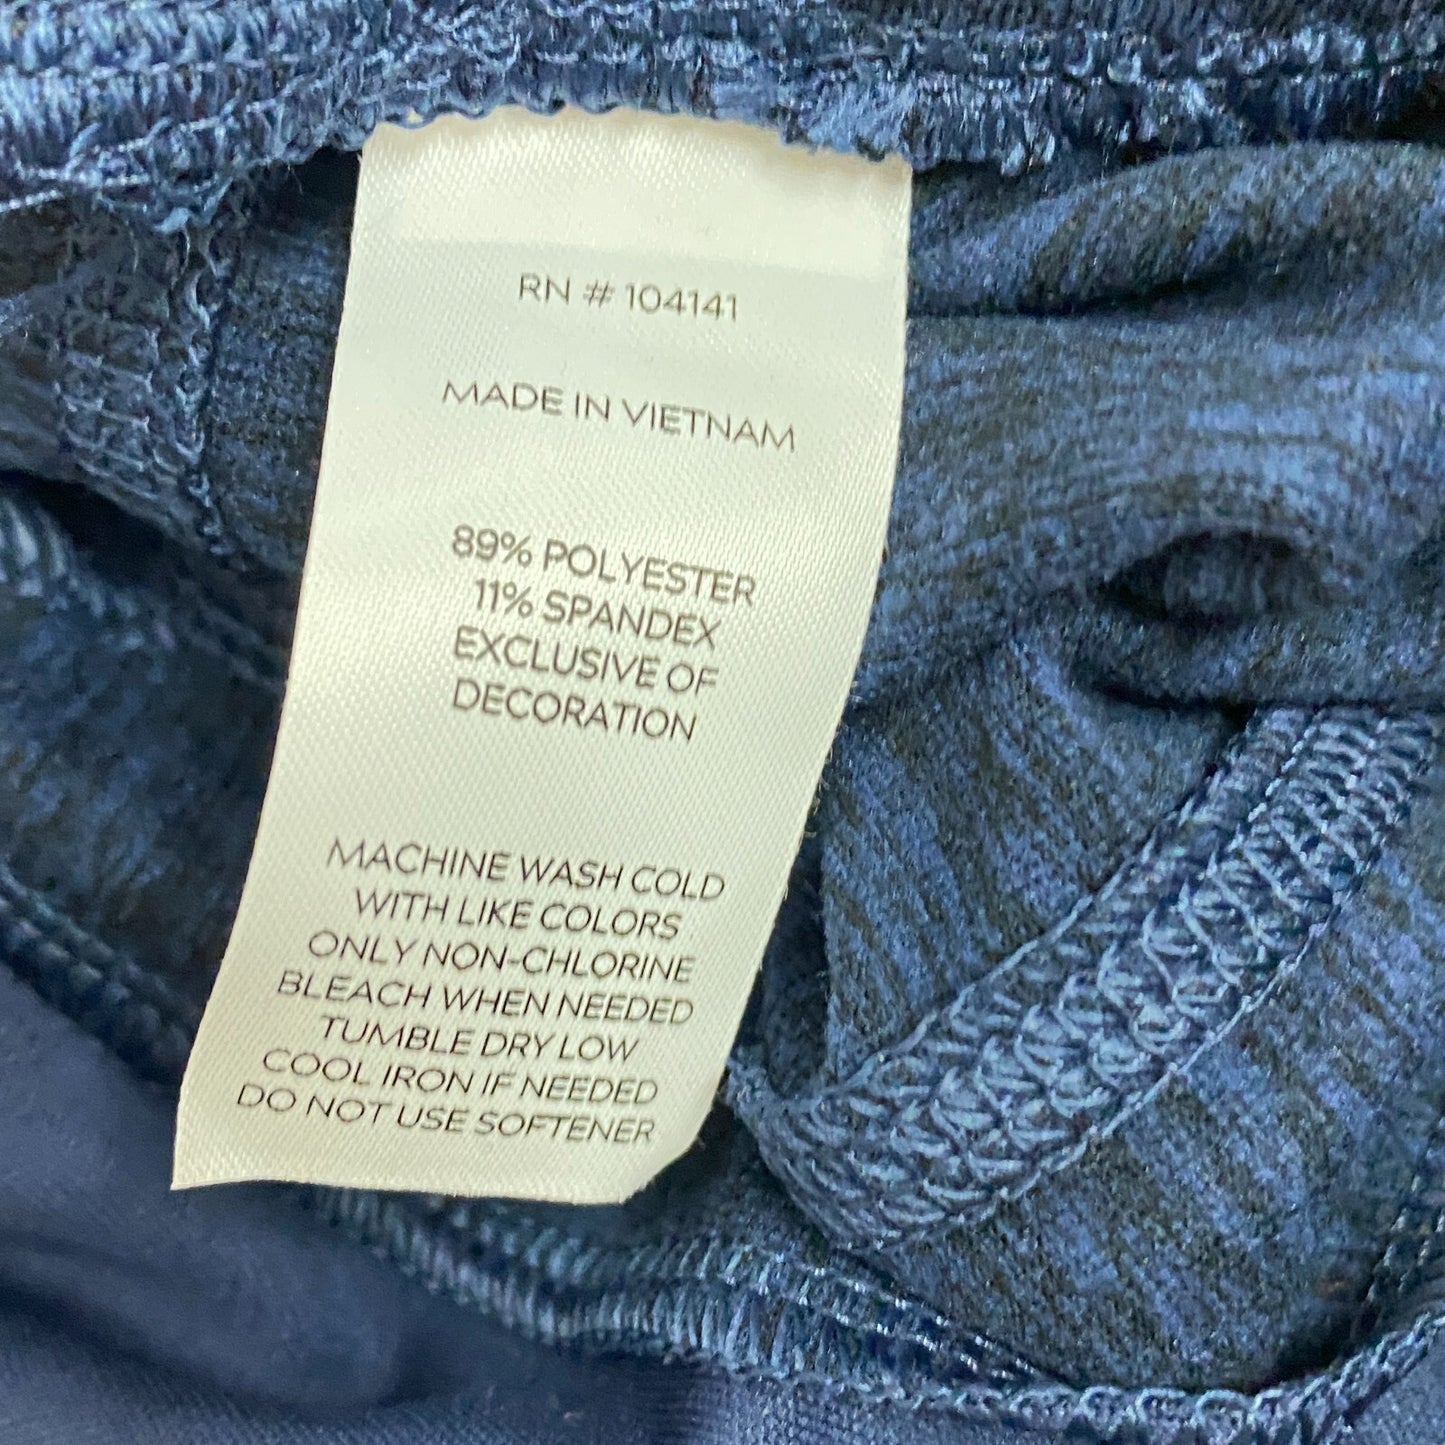 RN # 104141
MADE IN VIETNAM
89% POLYESTER
11% SPANDEX
EXCLUSIVE OF
DECORATION
MACHINE WASH COLD
WITH LIKE COLORS
ONLY NON-CHLORINE
BLEACH WHEN NEEDED
TUMBLE DRY LOW
COOL IRON IF NEEDED
DO NOT USE SOFTENER